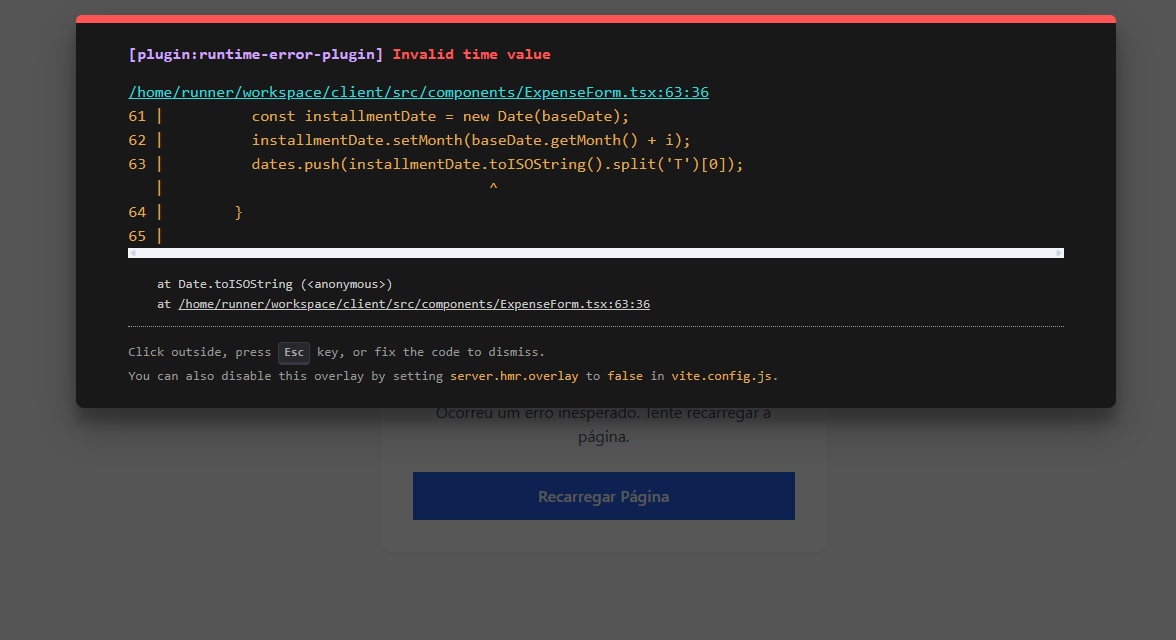 [plugin:runtime-error-plugin] Invalid time value
/home/runner/workspace/client/src/components/ExpenseForm.tsx:63:36
61 |          const installmentDate = new Date(baseDate);
62 |          installmentDate.setMonth(baseDate.getMonth() + i);
63 |          dates.push(installmentDate.toISOString().split('T')[0]);
   |                                     ^
64 |        }
65 |
at Date.toISOString (<anonymous>)
at /home/runner/workspace/client/src/components/ExpenseForm.tsx:63:36
Click outside, press Esc key, or fix the code to dismiss.
You can also disable this overlay by setting server.hmr.overlay to false in vite.config.js.
Ocorreu um erro inesperado. Tente recarregar a
página.
Recarregar Página